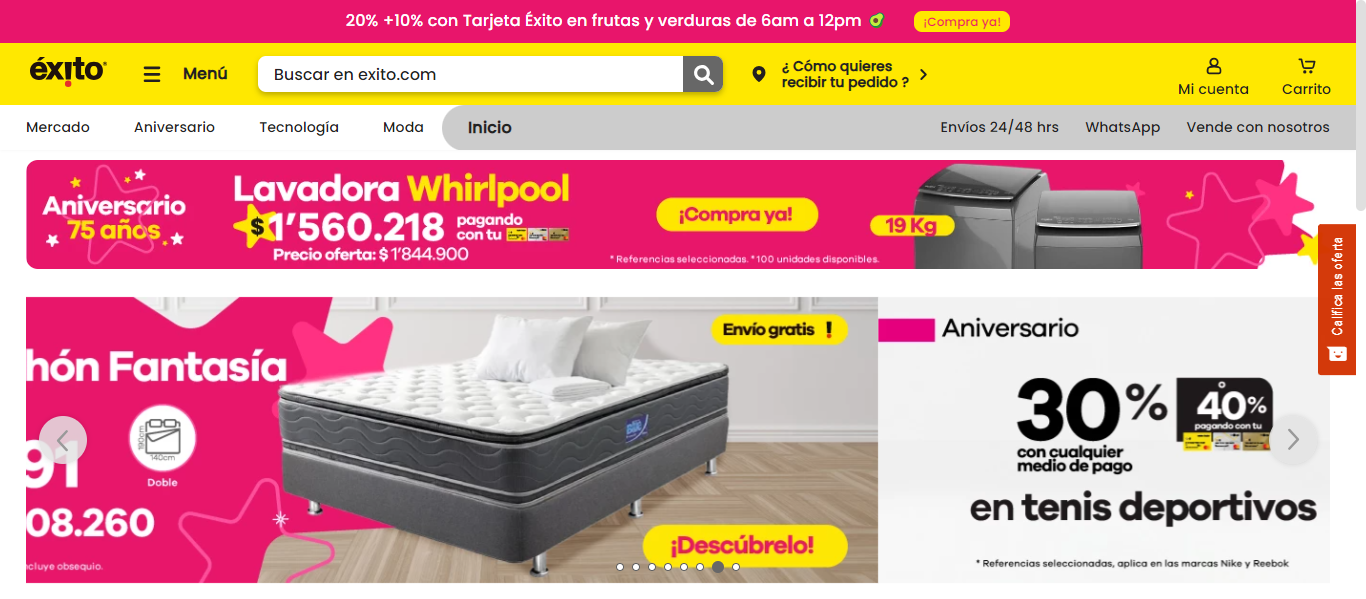 20% +10% con Tarjeta Éxito en frutas y verduras de 6am a 12pm
¡Compra ya!
éxito
Menú
Buscar en exito.com
¿ Cómo quieres
recibir tu pedido ?
Mi cuenta
Carrito
Mercado
Aniversario
Tecnología
Moda
Inicio
Envíos 24/48 hrs
WhatsApp
Vende con nosotros
Aniversario
75 años
Lavadora Whirlpool
$1'560.218
pagando
con tu
Precio oferta: $ 1'844.900
¡Compra ya!
19 Kg
* Referencias seleccionadas. *100 unidades disponibles.
Califica las oferta
hón Fantasía
91
08.260
190cm
140cm
Doble
ncluye obsequio.
Envío gratis !
¡Descúbrelo!
Aniversario
30%
con cualquier
medio de pago
40%
pagando con tu
en tenis deportivos
* Referencias seleccionadas, aplica en las marcas Nike y Reebok